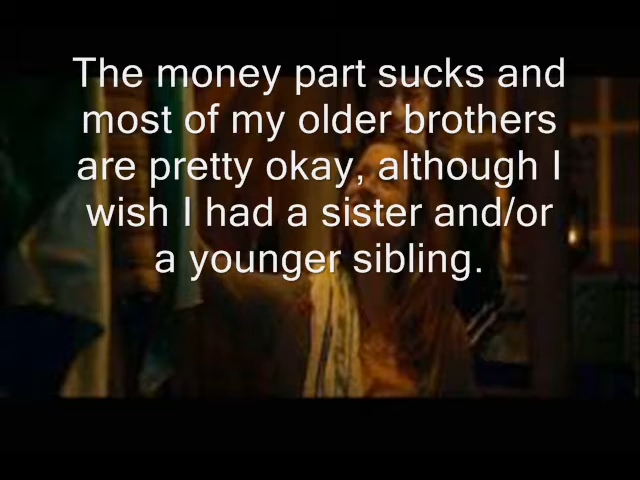 The money part sucks and
most of my older brothers
are pretty okay, although I
wish I had a sister and/or
a younger sibling.